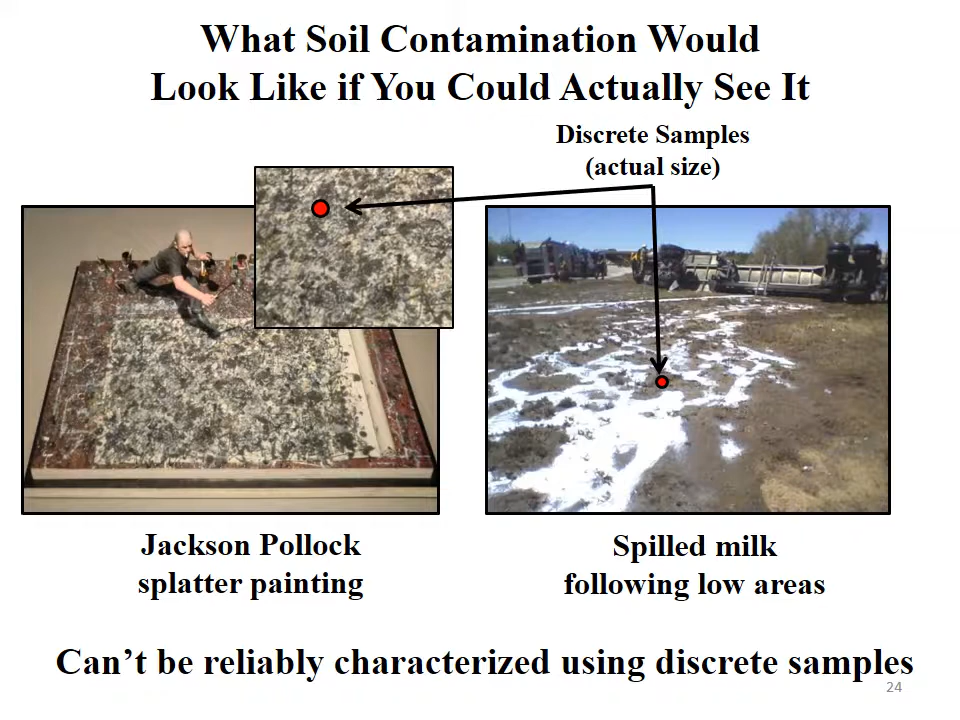 What Soil Contamination Would
Look Like if You Could Actually See It
Discrete Samples
(actual size)
Jackson Pollock
splatter painting
Spilled milk
following low areas
Can’t be reliably characterized using discrete samples
24